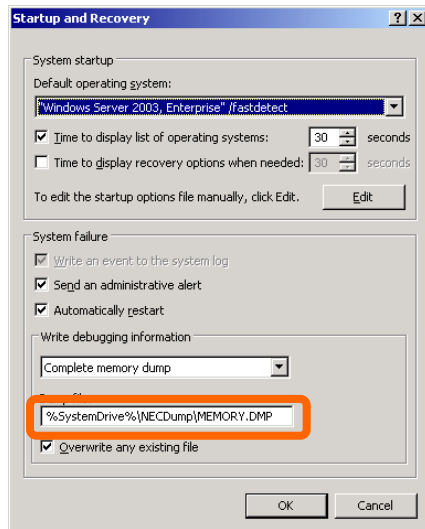 Startup and Recovery
System startup
Default operating system:
"Windows Server 2003, Enterprise" /fastdetect
Time to display list of operating systems: 30 seconds
Time to display recovery options when needed: 30 seconds
To edit the startup options file manually, click Edit. Edit
System failure
Write an event to the system log
Send an administrative alert
Automatically restart
Write debugging information
Complete memory dump
%SystemDrive%\NECDump\MEMORY.DMP
Overwrite any existing file
OK Cancel